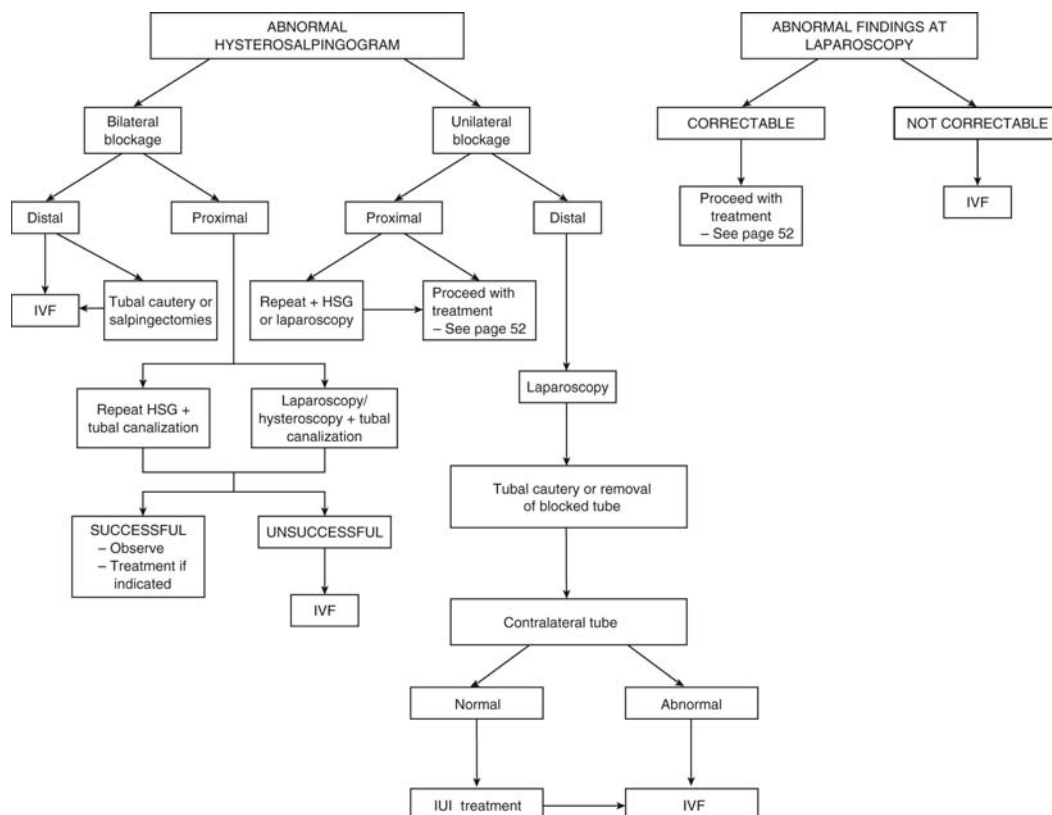 ABNORMAL
HYSTEROSALPINGOGRAM
ABNORMAL FINDINGS AT
LAPAROSCOPY
Bilateral
blockage
Unilateral
blockage
CORRECTABLE
NOT CORRECTABLE
Distal
Proximal
Proximal
Distal
Proceed with
treatment
– See page 52
IVF
IVF
Tubal cautery or
salpingectomies
Repeat + HSG
or laparoscopy
Proceed with
treatment
– See page 52
Laparoscopy
Repeat HSG +
tubal canalization
Laparoscopy/
hysteroscopy + tubal
canalization
Tubal cautery or removal
of blocked tube
SUCCESSFUL
– Observe
– Treatment if
indicated
UNSUCCESSFUL
IVF
Contralateral tube
Normal
Abnormal
IUI treatment
IVF